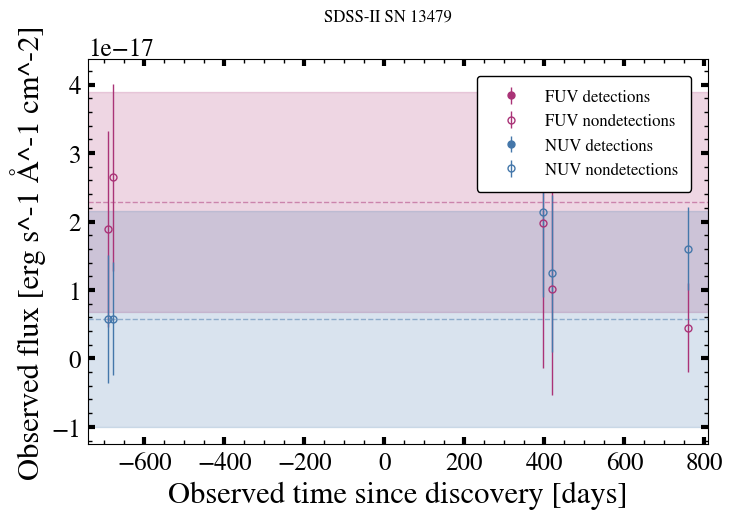 SDSS-II SN 13479
1e−17
Observed flux [erg s^-1 Å^-1 cm^-2]
4
3
2
1
0
−1
FUV detections
FUV nondetections
NUV detections
NUV nondetections
−600 −400 −200 0 200 400 600 800
Observed time since discovery [days]